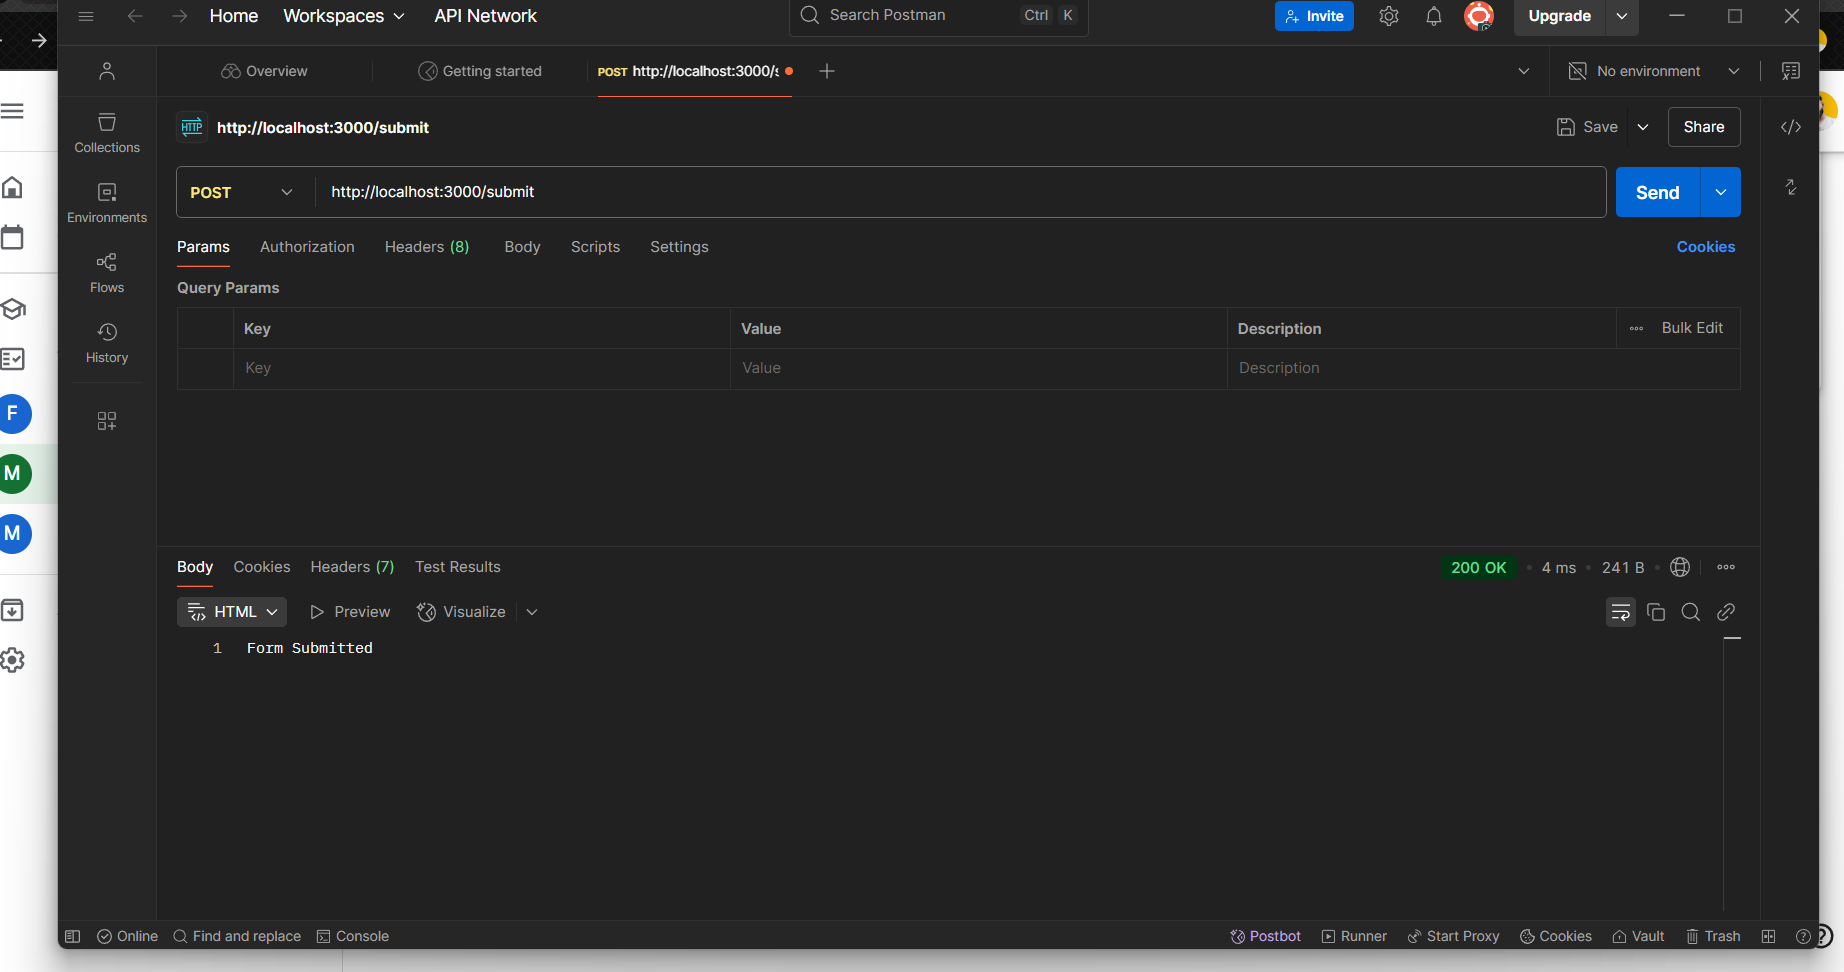 Home Workspaces API Network Search Postman Ctrl K Invite Upgrade
Overview Getting started POST http://localhost:3000/s No environment
HTTP http://localhost:3000/submit Save Share
Collections
POST http://localhost:3000/submit Send
Environments
Params Authorization Headers (8) Body Scripts Settings Cookies
Flows
Query Params
Key Value Description Bulk Edit
History
Key Value Description
F
M
M
Body Cookies Headers (7) Test Results 200 OK 4 ms 241 B
HTML Preview Visualize
1 Form Submitted
Online Find and replace Console Postbot Runner Start Proxy Cookies Vault Trash